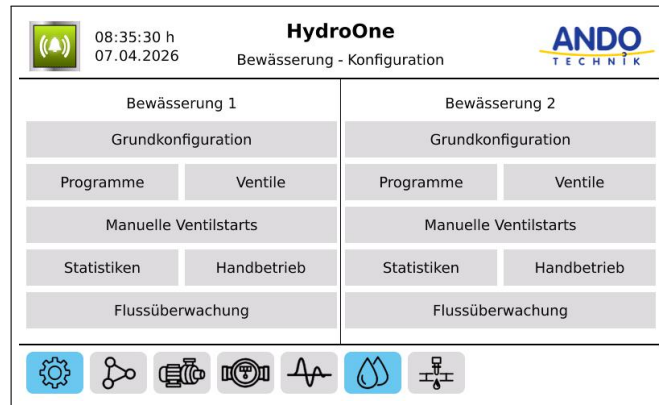 08:35:30 h
07.04.2026
HydroOne
Bewässerung - Konfiguration
ANDO
TECHNIK
Bewässerung 1
Grundkonfiguration
Programme Ventile
Manuelle Ventilstarts
Statistiken Handbetrieb
Flussüberwachung
Bewässerung 2
Grundkonfiguration
Programme Ventile
Manuelle Ventilstarts
Statistiken Handbetrieb
Flussüberwachung